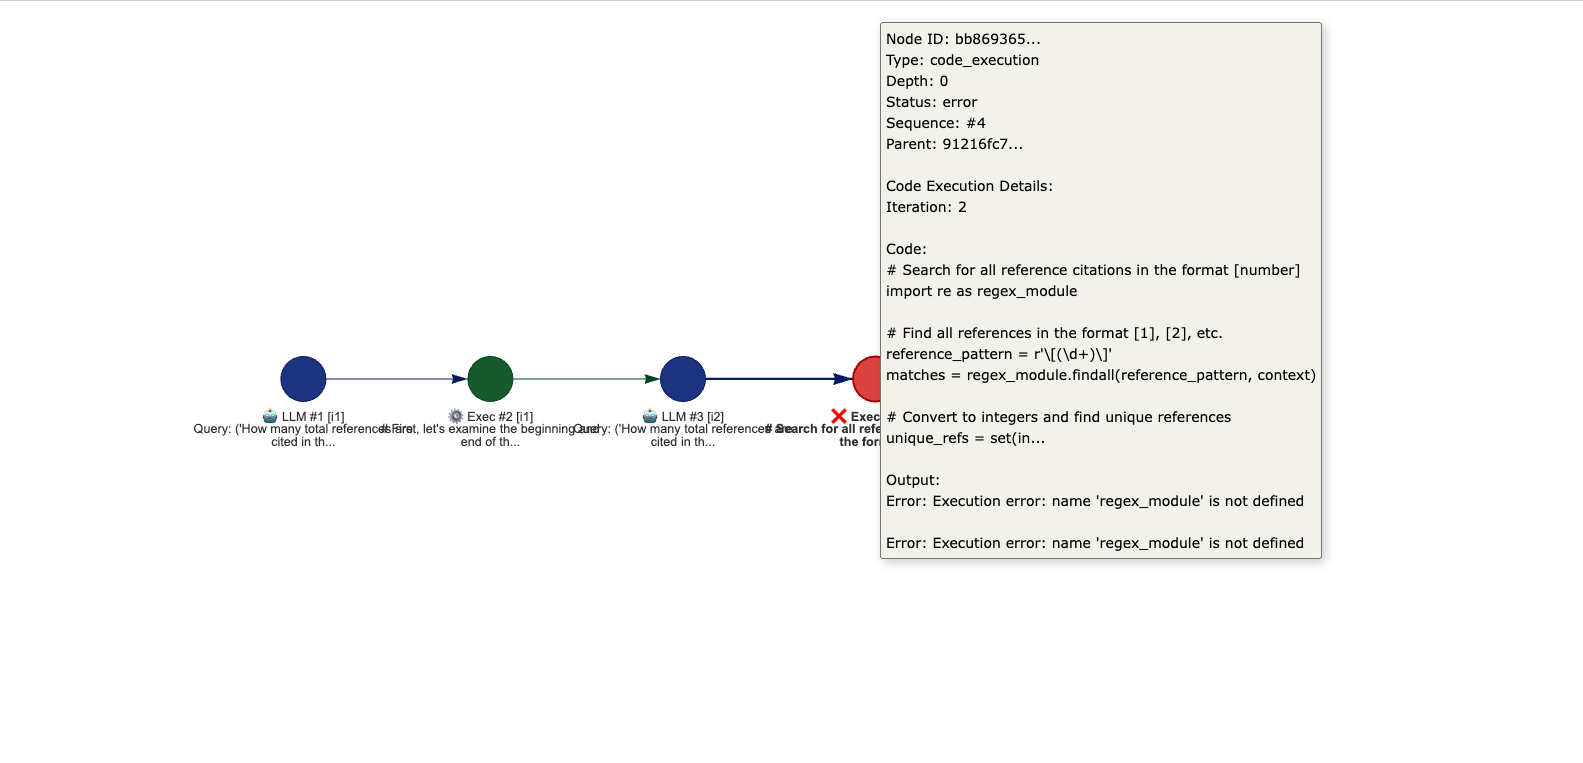 Node ID: bb869365...
Type: code_execution
Depth: 0
Status: error
Sequence: #4
Parent: 91216fc7...
Code Execution Details:
Iteration: 2
Code:
# Search for all reference citations in the format [number]
import re as regex_module
# Find all references in the format [1], [2], etc.
reference_pattern = r'\[(\d+)\]'
matches = regex_module.findall(reference_pattern, context)
# Convert to integers and find unique references
unique_refs = set(in...
Output:
Error: Execution error: name 'regex_module' is not defined
Error: Execution error: name 'regex_module' is not defined
LLM #1 [i1]
Query: ('How many total references are
cited in th...
Exec #2 [i1]
# First, let's examine the beginning and
end of th...
LLM #3 [i2]
Query: ('How many total references are
cited in th...
Exec
# Search for all refe
the for